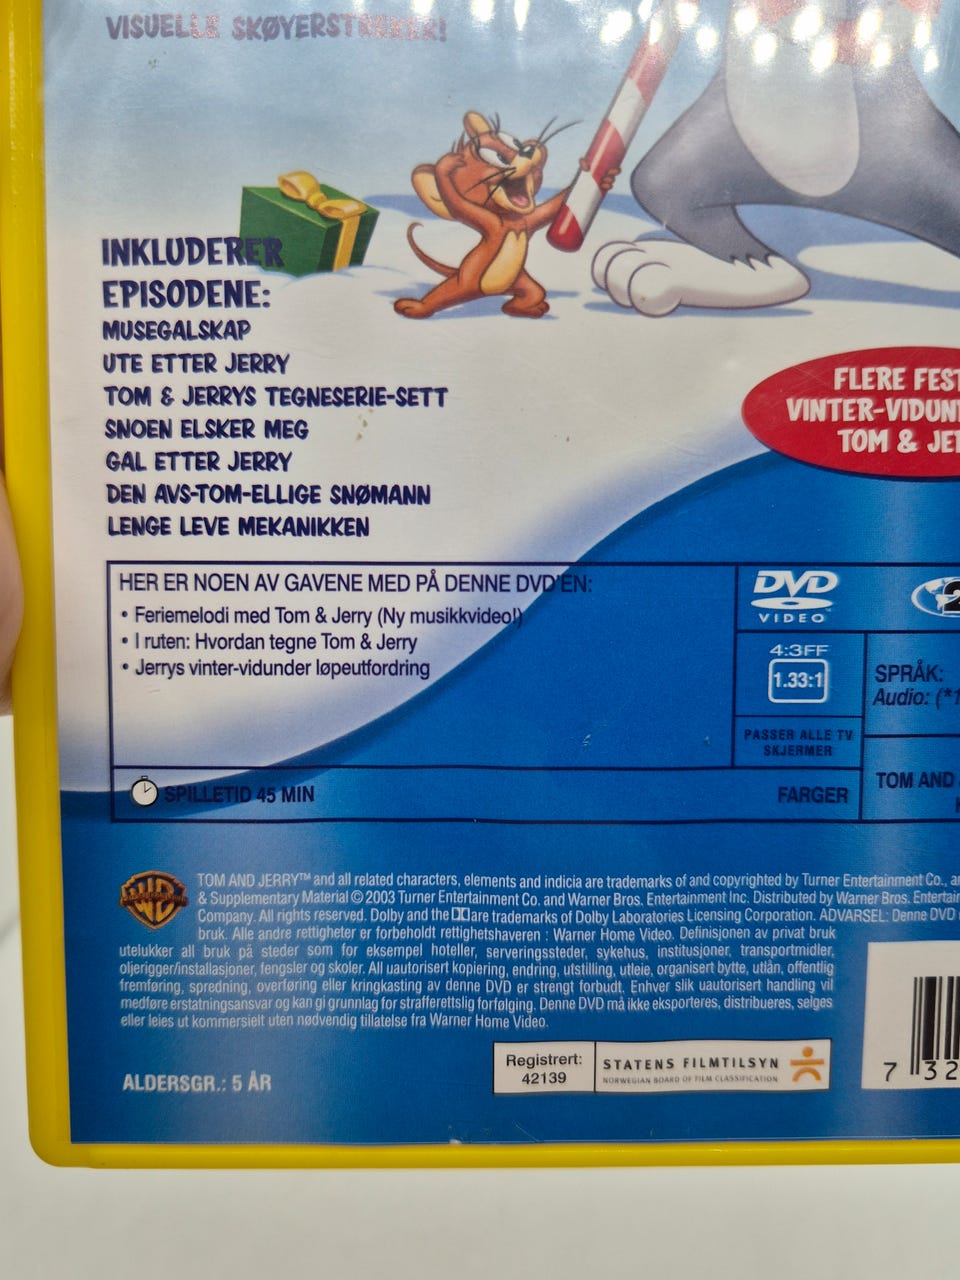 VISUELLE SKØYERSTREKER!
INKLUDERER
EPISODENE:
MUSEGALSKAP
UTE ETTER JERRY
TOM & JERRYS TEGNESERIE-SETT
SNOEN ELSKER MEG
GAL ETTER JERRY
DEN AVS-TOM-ELLIGE SNØMANN
LENGE LEVE MEKANIKKEN
FLERE FEST
VINTER-VIDUN
TOM & JE
HER ER NOEN AV GAVENE MED PÅ DENNE DVD'EN:
• Feriemelodi med Tom & Jerry (Ny musikkvideo!)
• I ruten: Hvordan tegne Tom & Jerry
• Jerrys vinter-vidunder løpeutfordring
DVD
VIDEO
2
4:3FF
1.33:1
PASSER ALLE TV
SKJERMER
SPRÅK:
Audio: (*1
SPILLETID 45 MIN
FARGER
TOM AND
TOM AND JERRY™ and all related characters, elements and indicia are trademarks of and copyrighted by Turner Entertainment Co., an
& Supplementary Material © 2003 Turner Entertainment Co. and Warner Bros. Entertainment Inc. Distributed by Warner Bros. Entertain
Company. All rights reserved. Dolby and the DD are trademarks of Dolby Laboratories Licensing Corporation. ADVARSEL: Denne DVD
bruk. Alle andre rettigheter er forbeholdt rettighetshaveren : Warner Home Video. Definisjonen av privat bruk
utelukker all bruk på steder som for eksempel hoteller, serveringssteder, sykehus, institusjoner, transportmidler,
oljerigger/installasjoner, fengsler og skoler. All uautorisert kopiering, endring, utstilling, utleie, organisert bytte, utlån, offentlig
fremføring, spredning, overføring eller kringkasting av denne DVD er strengt forbudt. Enhver slik uautorisert handling vil
medføre erstatningsansvar og kan gi grunnlag for strafferettslig forfølging. Denne DVD må ikke eksporteres, distribueres, selges
eller leies ut kommersielt uten nødvendig tillatelse fra Warner Home Video.
Registrert:
42139
STATENS FILMTILSYN
NORWEGIAN BOARD OF FILM CLASSIFICATION
ALDERSGR.: 5 ÅR
7 32